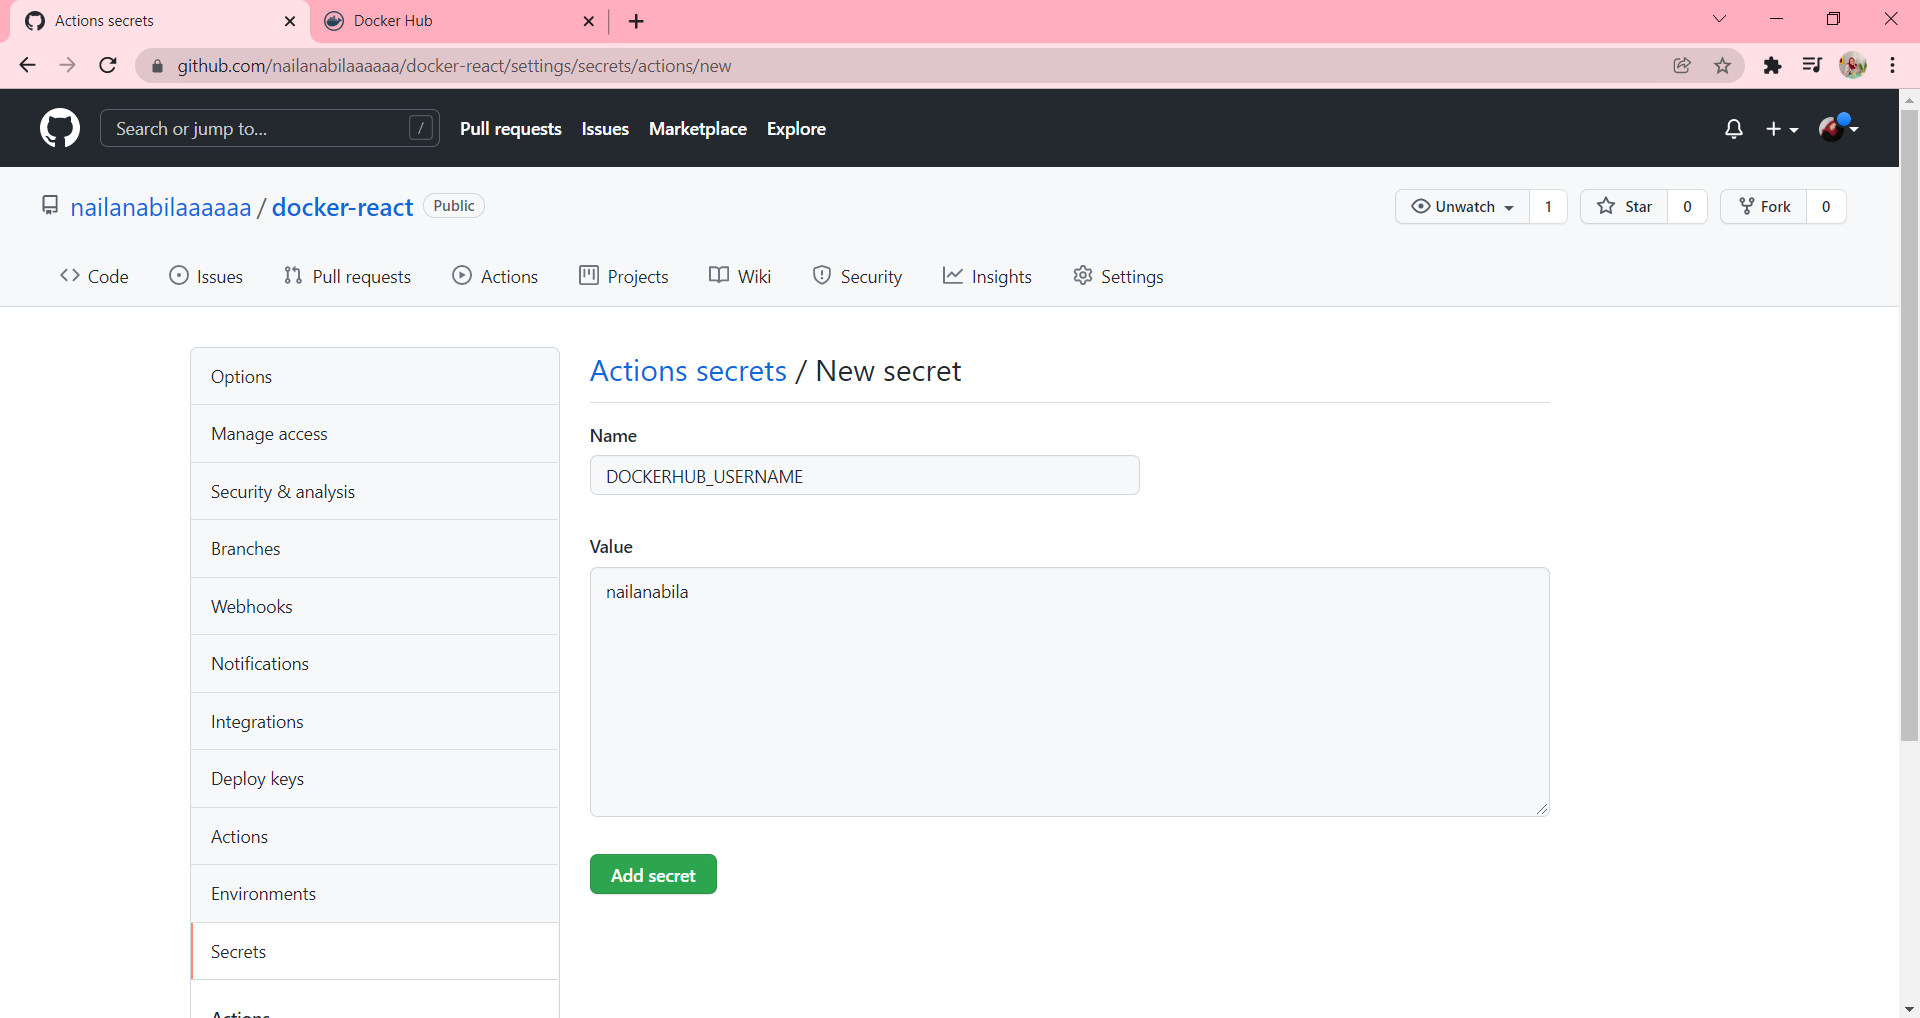 Actions secrets
Docker Hub
github.com/nailanabilaaaaaa/docker-react/settings/secrets/actions/new
Search or jump to... /
Pull requests Issues Marketplace Explore
nailanabilaaaaaa / docker-react Public
Unwatch 1 Star 0 Fork 0
Code Issues Pull requests Actions Projects Wiki Security Insights Settings
Options
Manage access
Security & analysis
Branches
Webhooks
Notifications
Integrations
Deploy keys
Actions
Environments
Secrets
Actions
Actions secrets / New secret
Name
DOCKERHUB_USERNAME
Value
nailanabila
Add secret